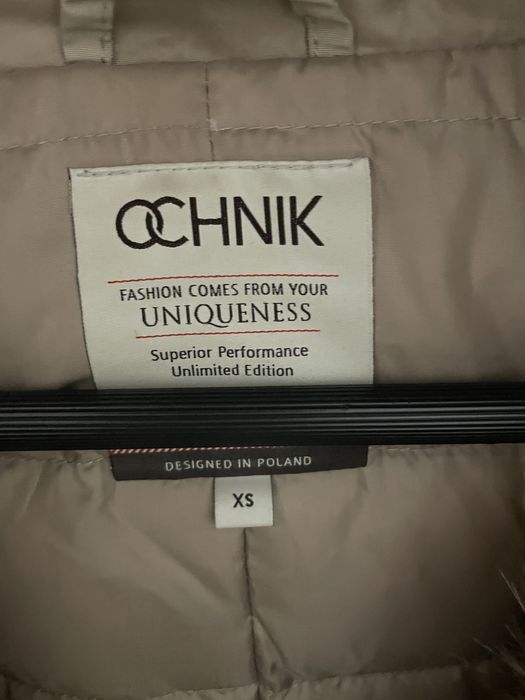 OCHNIK
FASHION COMES FROM YOUR
UNIQUENESS
Superior Performance
Unlimited Edition
DESIGNED IN POLAND
XS